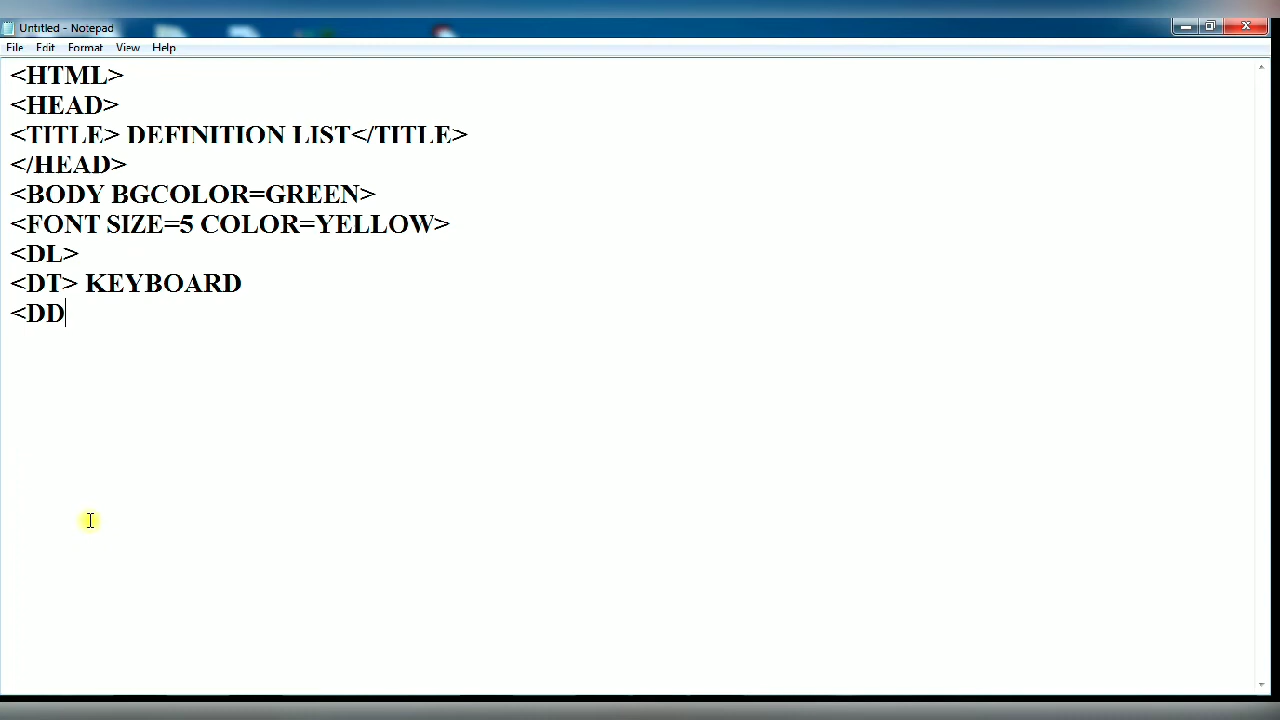 Untitled - Notepad
File Edit Format View Help
<HTML>
<HEAD>
<TITLE> DEFINITION LIST</TITLE>
</HEAD>
<BODY BGCOLOR=GREEN>
<FONT SIZE=5 COLOR=YELLOW>
<DL>
<DT> KEYBOARD
<DD